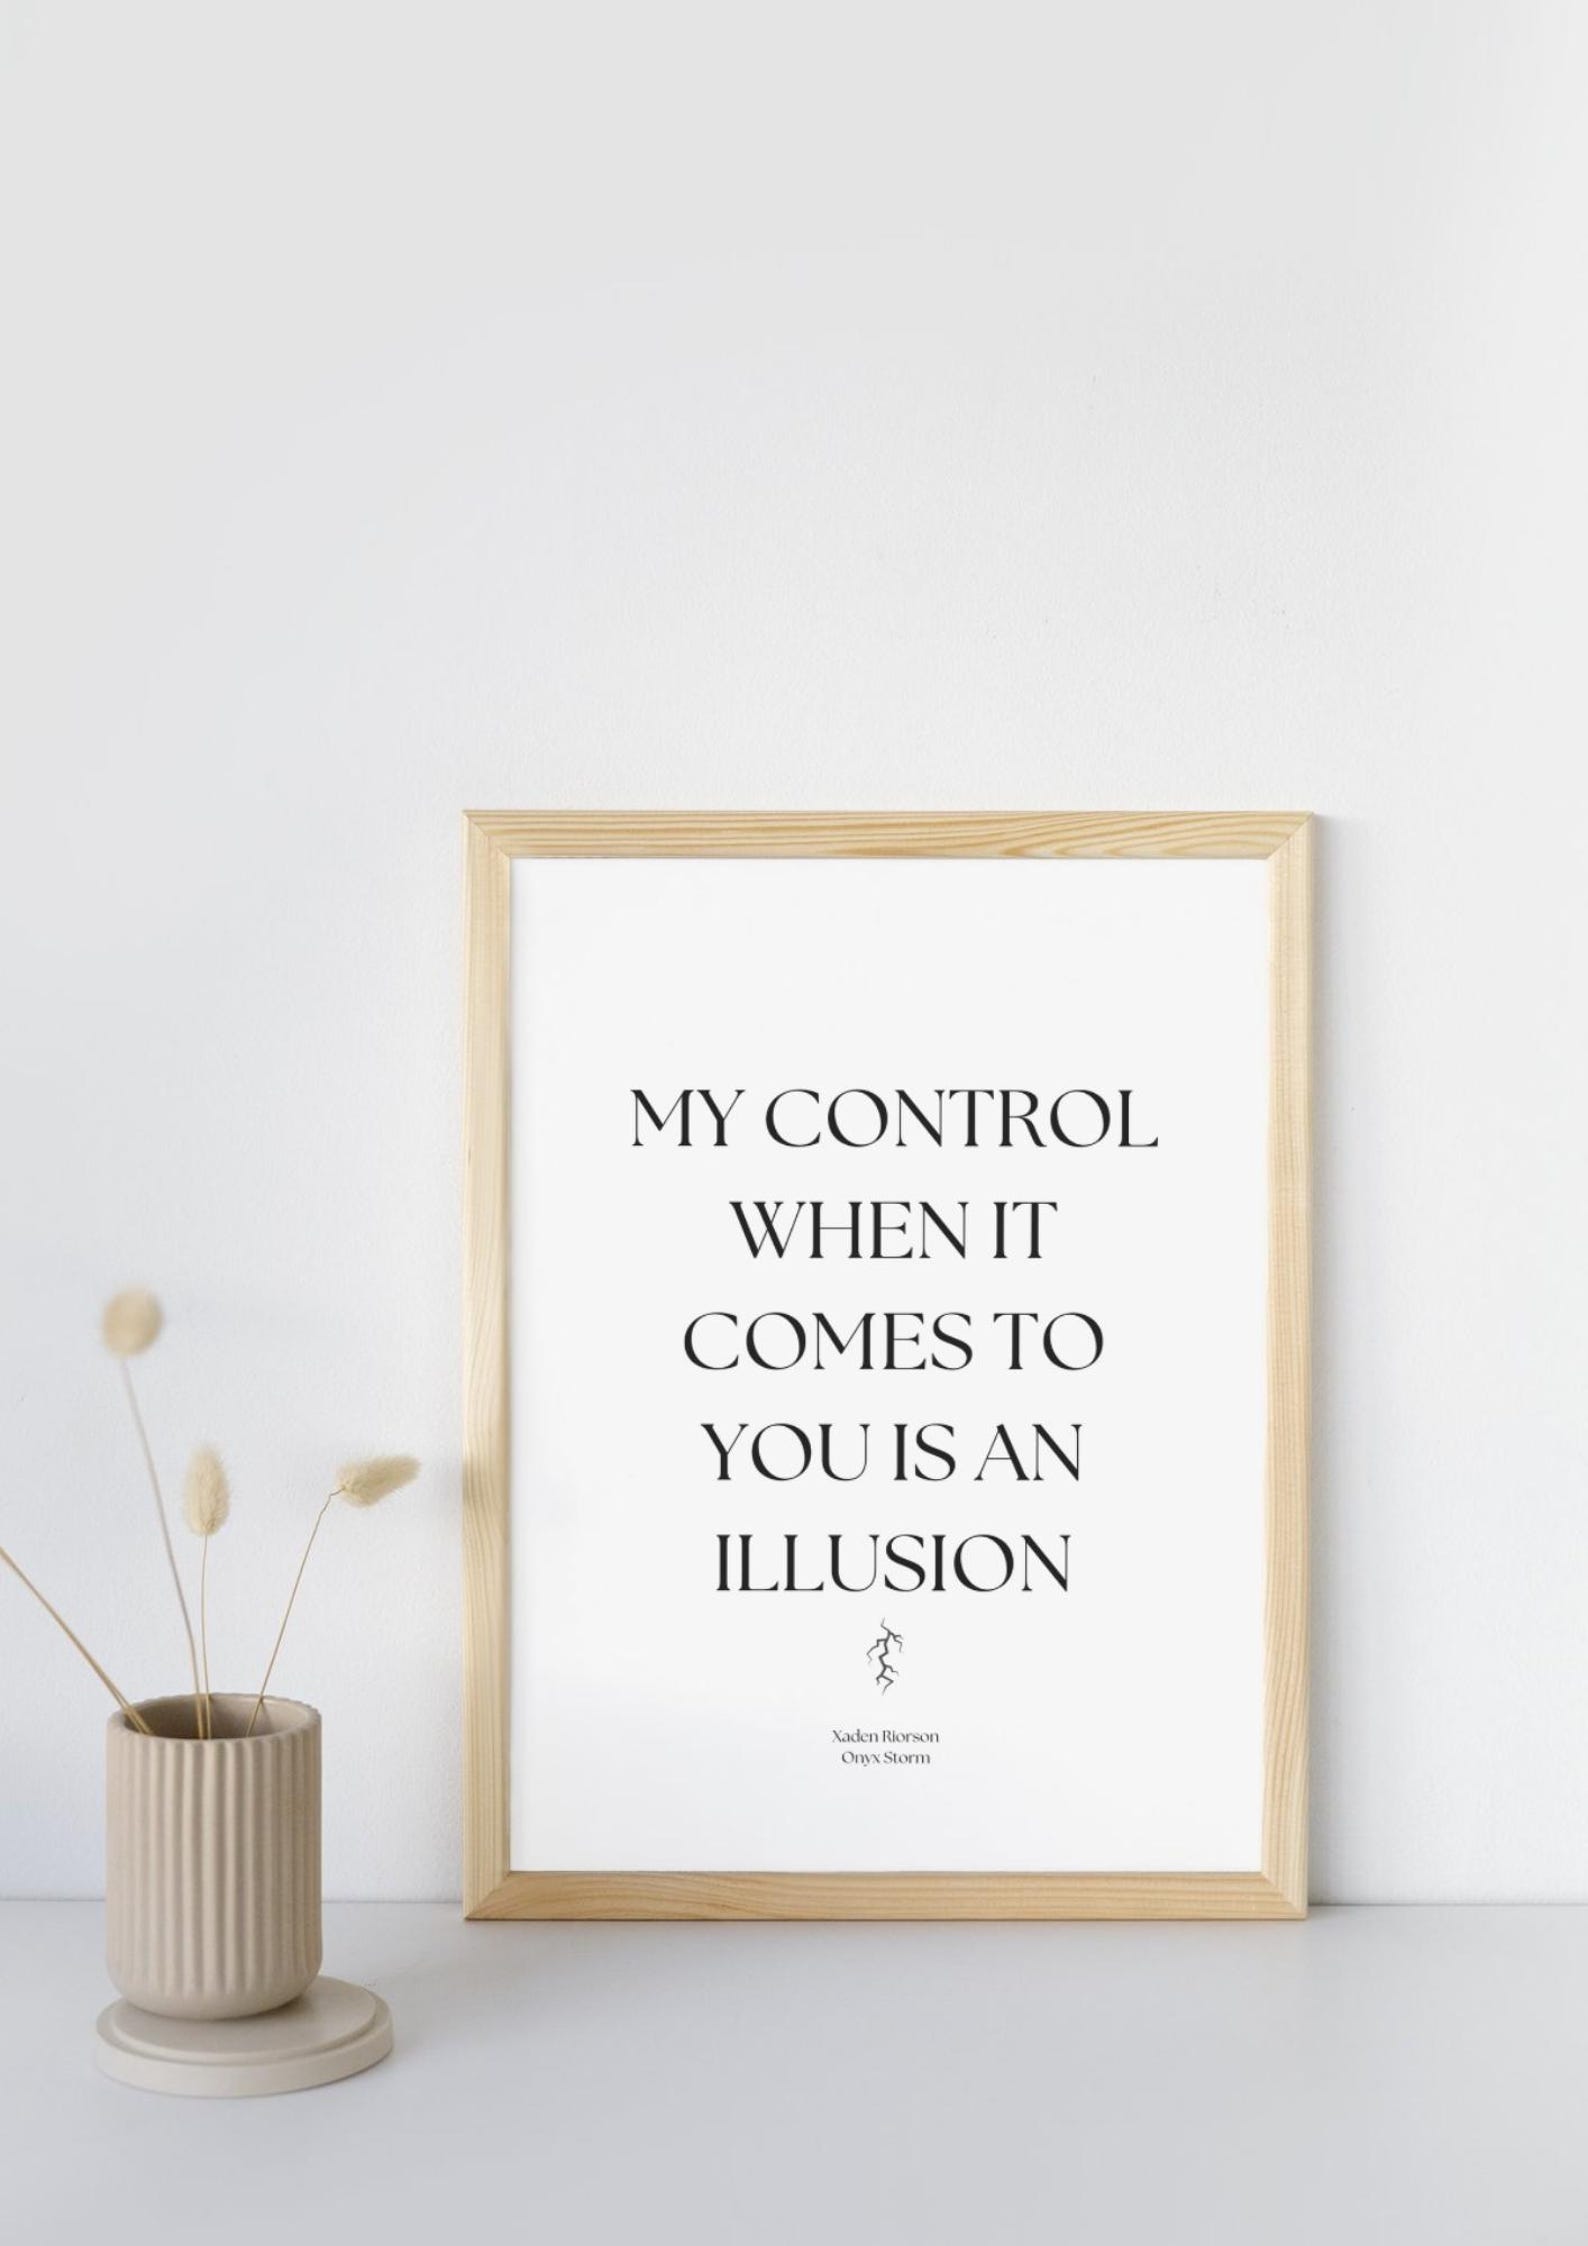 MY CONTROL
WHEN IT
COMES TO
YOU IS AN
ILLUSION
Xaden Riorson
Onyx Storm